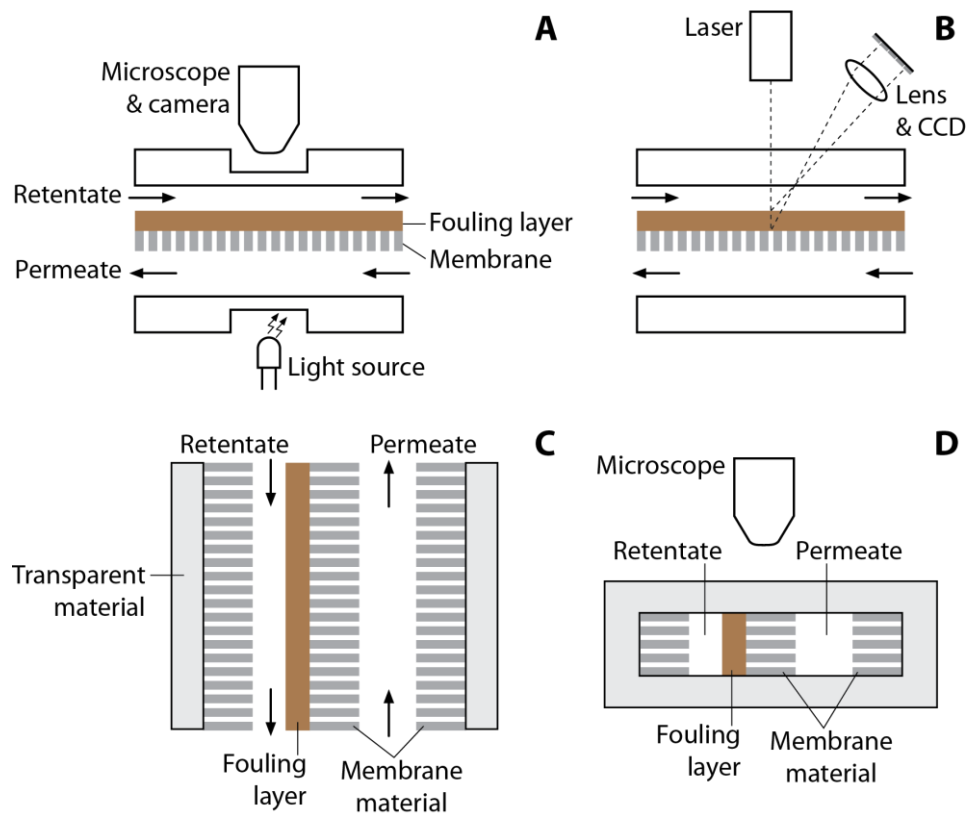 A
Microscope
& camera
Retentate
Fouling layer
Membrane
Permeate
Light source
B
Laser
Lens
& CCD
C
Retentate
Permeate
Transparent
material
Fouling
layer
Membrane
material
D
Microscope
Retentate
Permeate
Fouling
layer
Membrane
material